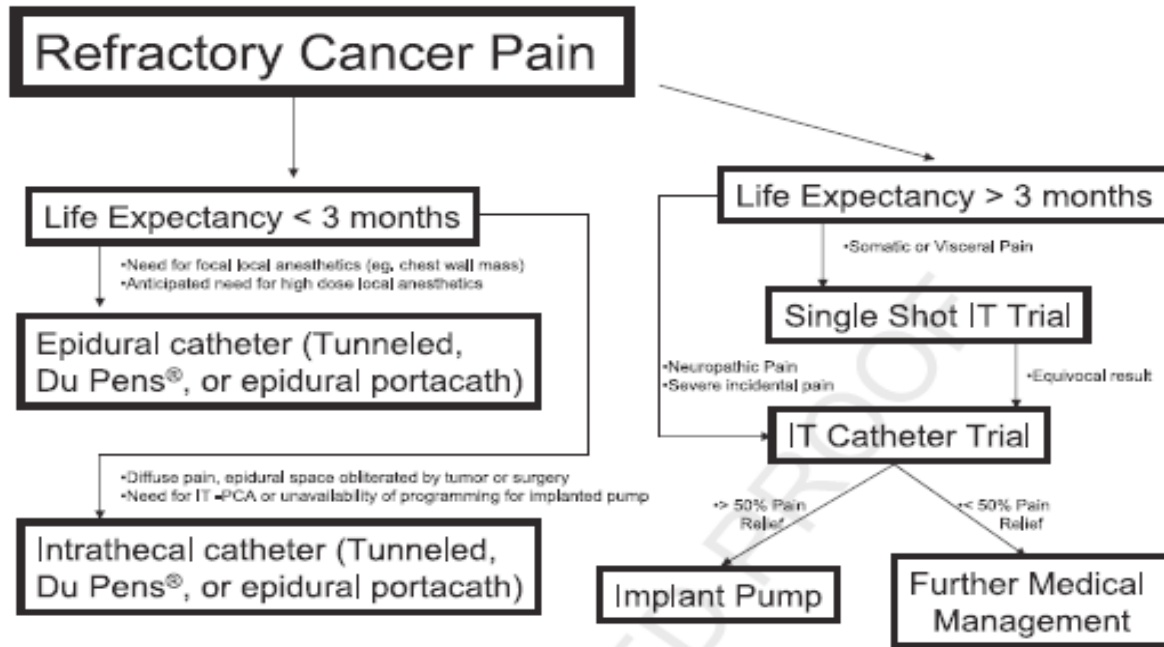 Refractory Cancer Pain
Life Expectancy < 3 months
•Need for focal local anesthetics (eg, chest wall mass)
•Anticipated need for high dose local anesthetics
Epidural catheter (Tunneled,
Du Pens®, or epidural portacath)
•Diffuse pain, epidural space obliterated by tumor or surgery
•Need for IT-PCA or unavailability of programming for implanted pump
Intrathecal catheter (Tunneled,
Du Pens®, or epidural portacath)
Life Expectancy > 3 months
•Somatic or Visceral Pain
Single Shot IT Trial
•Neuropathic Pain
•Severe incidental pain
•Equivocal result
IT Catheter Trial
•> 50% Pain
Relief
•< 50% Pain
Relief
Implant Pump
Further Medical
Management
PROOF